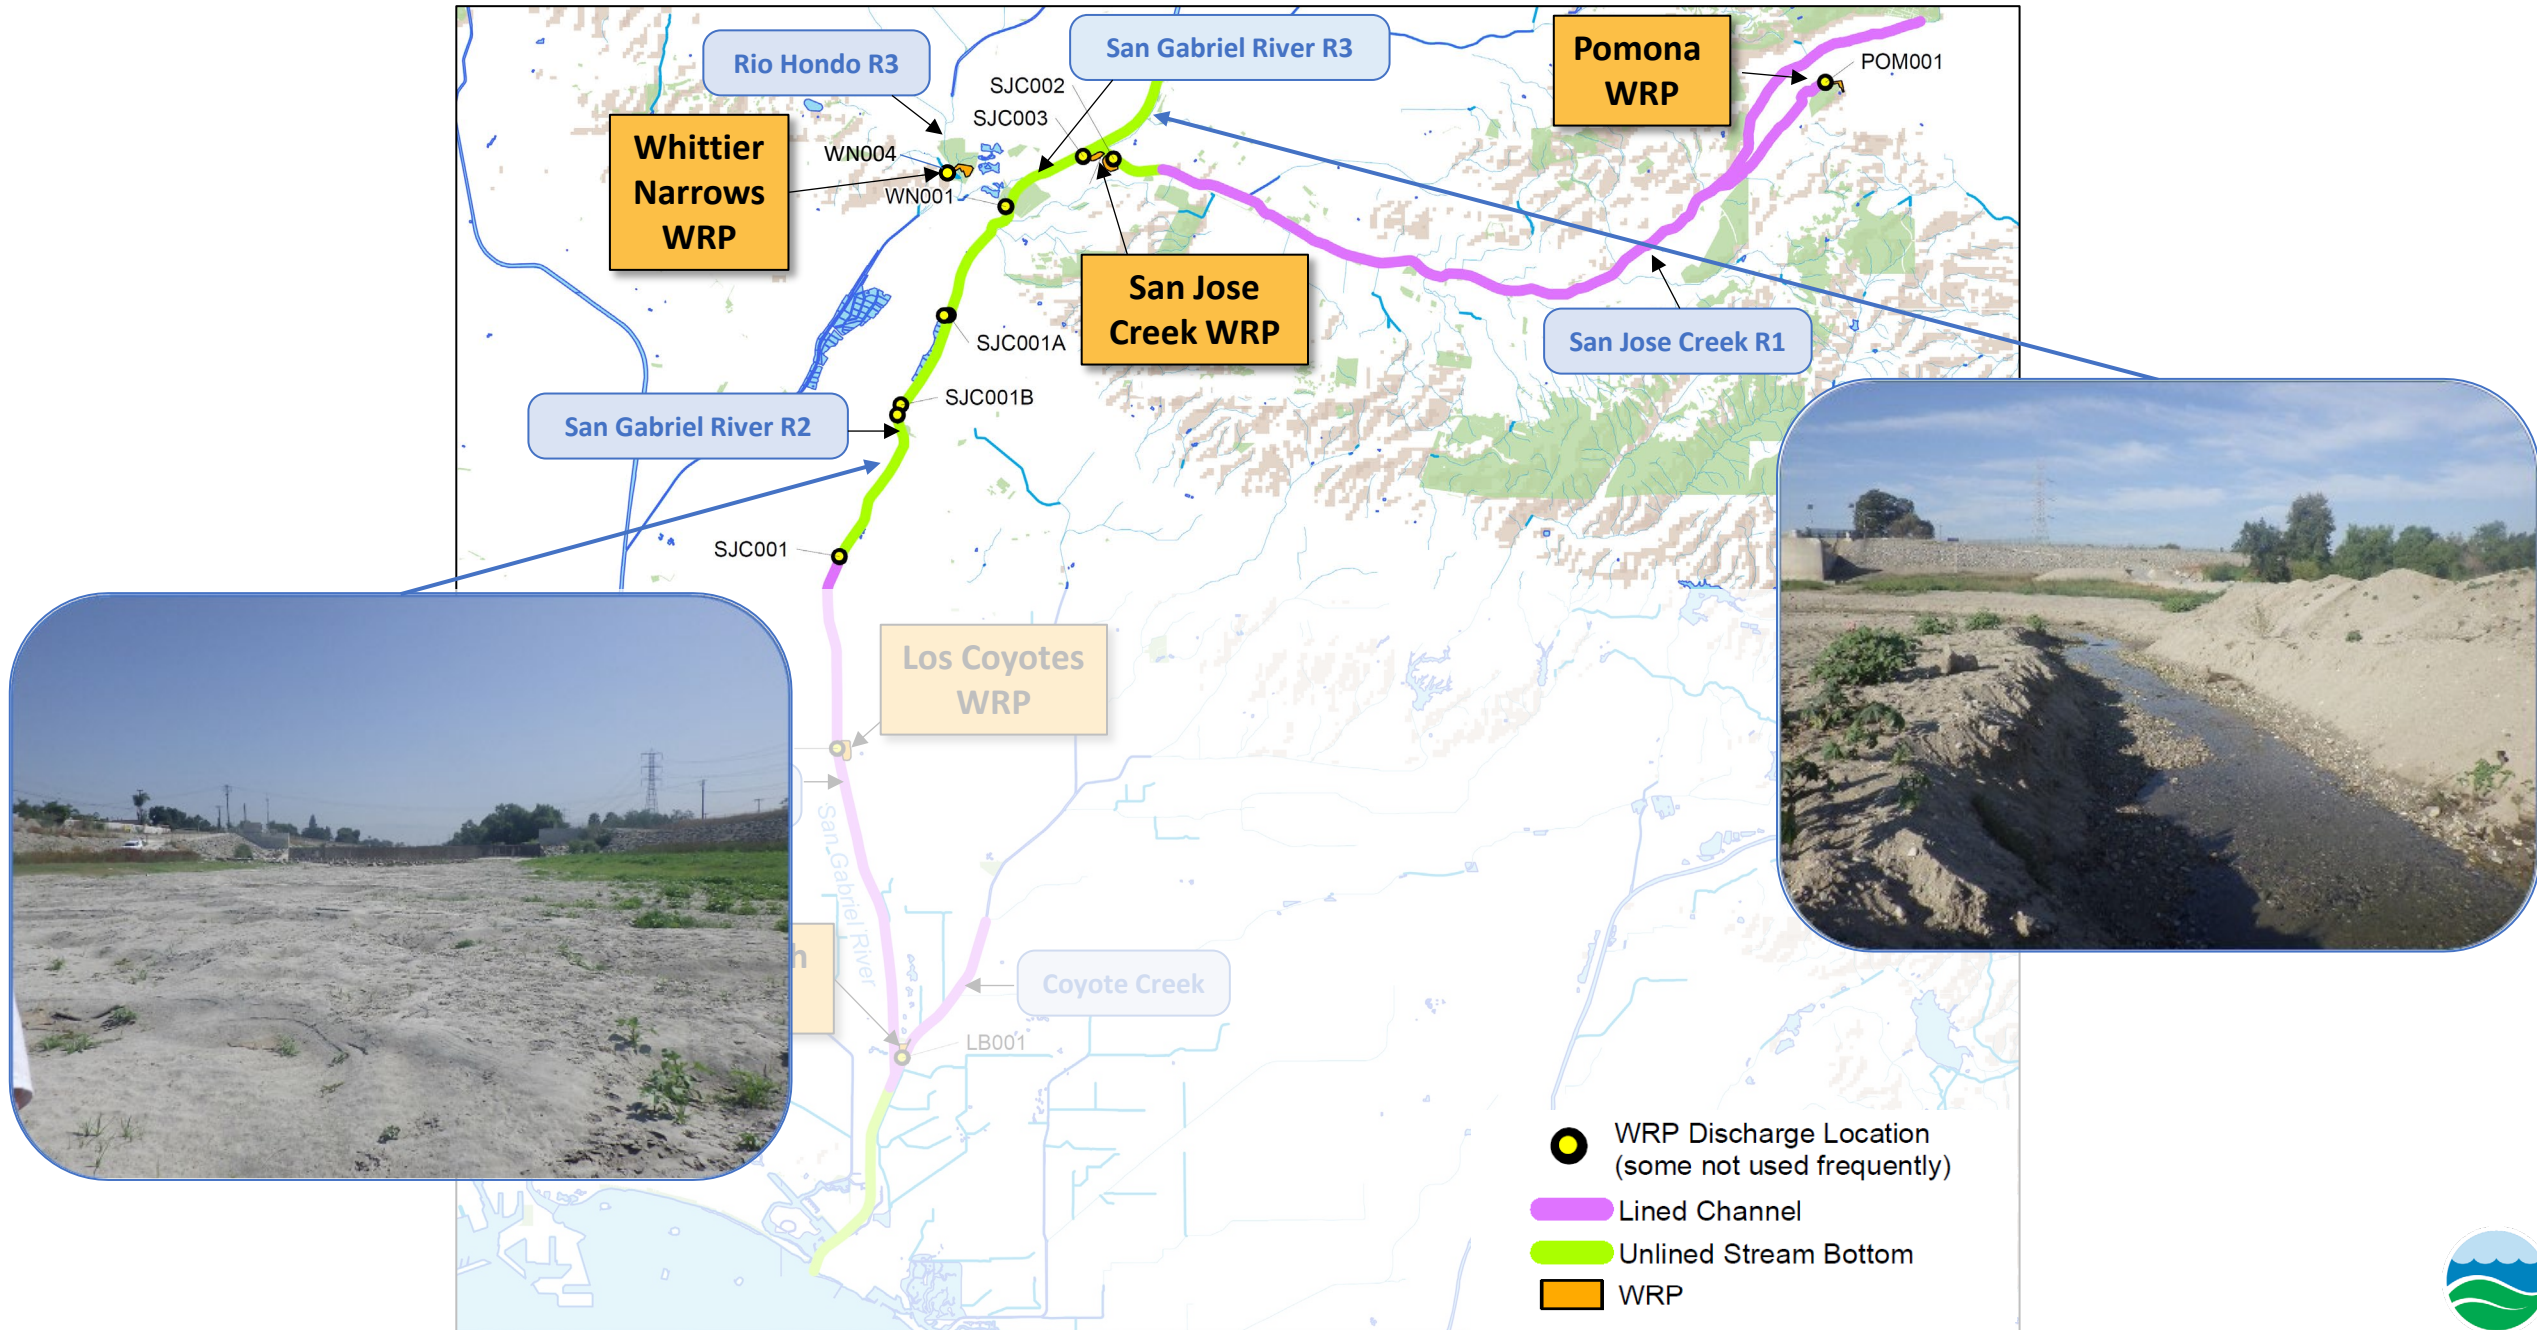 Rio Hondo R3
San Gabriel River R3
Pomona
WRP
POM001
SJC002
SJC003
Whittier
Narrows
WRP
WN004
WN001
San Jose
Creek WRP
San Jose Creek R1
SJC001A
SJC001B
San Gabriel River R2
SJC001
Los Coyotes
WRP
San Gabriel River
h
Coyote Creek
LB001
WRP Discharge Location
(some not used frequently)
Lined Channel
Unlined Stream Bottom
WRP